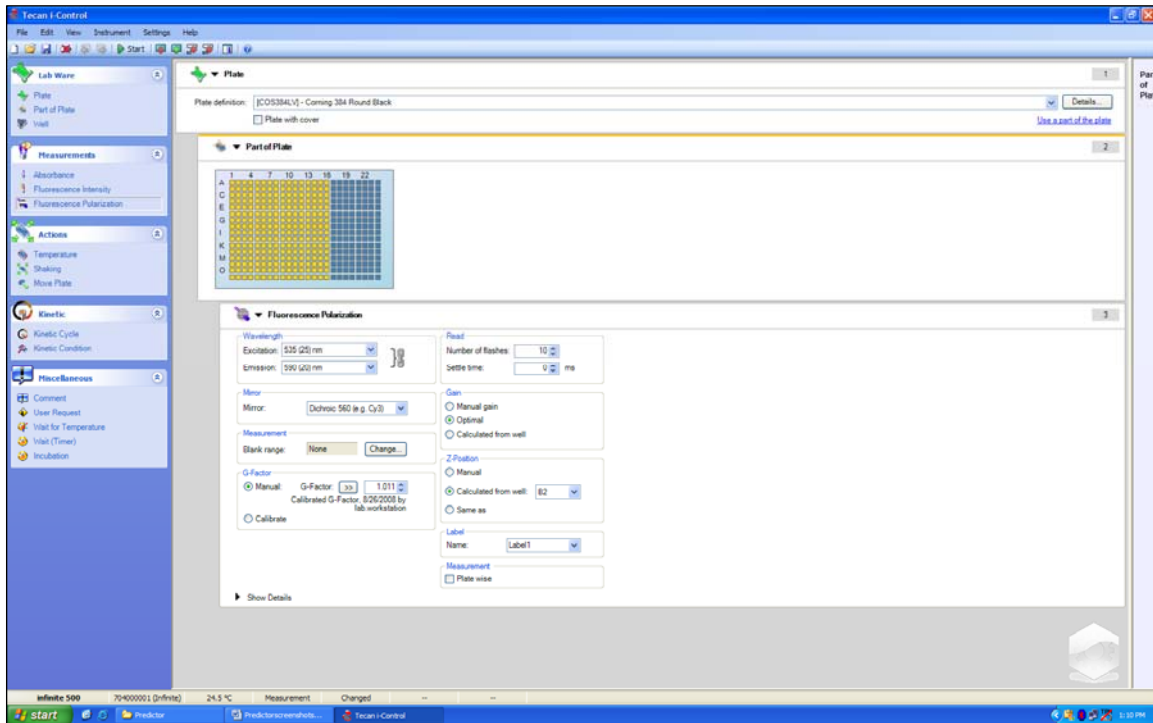 Tecan i-Control
File Edit View Instrument Settings Help
Start
Lab Ware
Plate
Part of Plate
Well
Measurements
Absorbance
Fluorescence Intensity
Fluorescence Polarization
Actions
Temperature
Shaking
Move Plate
Kinetic
Kinetic Cycle
Kinetic Condition
Miscellaneous
Comment
User Request
Wait for Temperature
Wait (Timer)
Incubation
Plate 1
Plate definition: [COS384LV] - Corning 384 Round Black Details...
Plate with cover Use a part of the plate
Part of Plate 2
1 4 7 10 13 16 19 22
A
C
E
G
I
K
M
O
Fluorescence Polarization 3
Wavelength
Excitation: 535 (25) nm
Emission: 590 (20) nm
Mirror
Mirror: Dichroic 560 (e.g. Cy3)
Measurement
Blank range: None Change...
G-Factor
Manual: G-Factor: >> 1.011
Calibrated G-Factor, 8/26/2008 by
lab.workstation
Calibrate
Read
Number of flashes: 10
Settle time: 0 ms
Gain
Manual gain
Optimal
Calculated from well
Z-Position
Manual
Calculated from well: B2
Same as
Label
Name: Label1
Measurement
Plate wise
Show Details
Par
of
Pla
infinite 500 704000001 (Infinite) 24.5 °C Measurement Changed -- --
start Predictor Predictorscreenshots... Tecan i-Control 1:10 PM